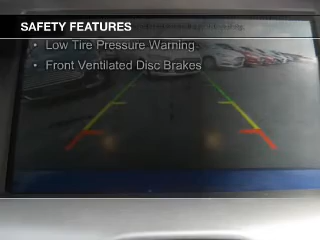 SAFETY FEATURES
• Low Tire Pressure Warning
• Front Ventilated Disc Brakes